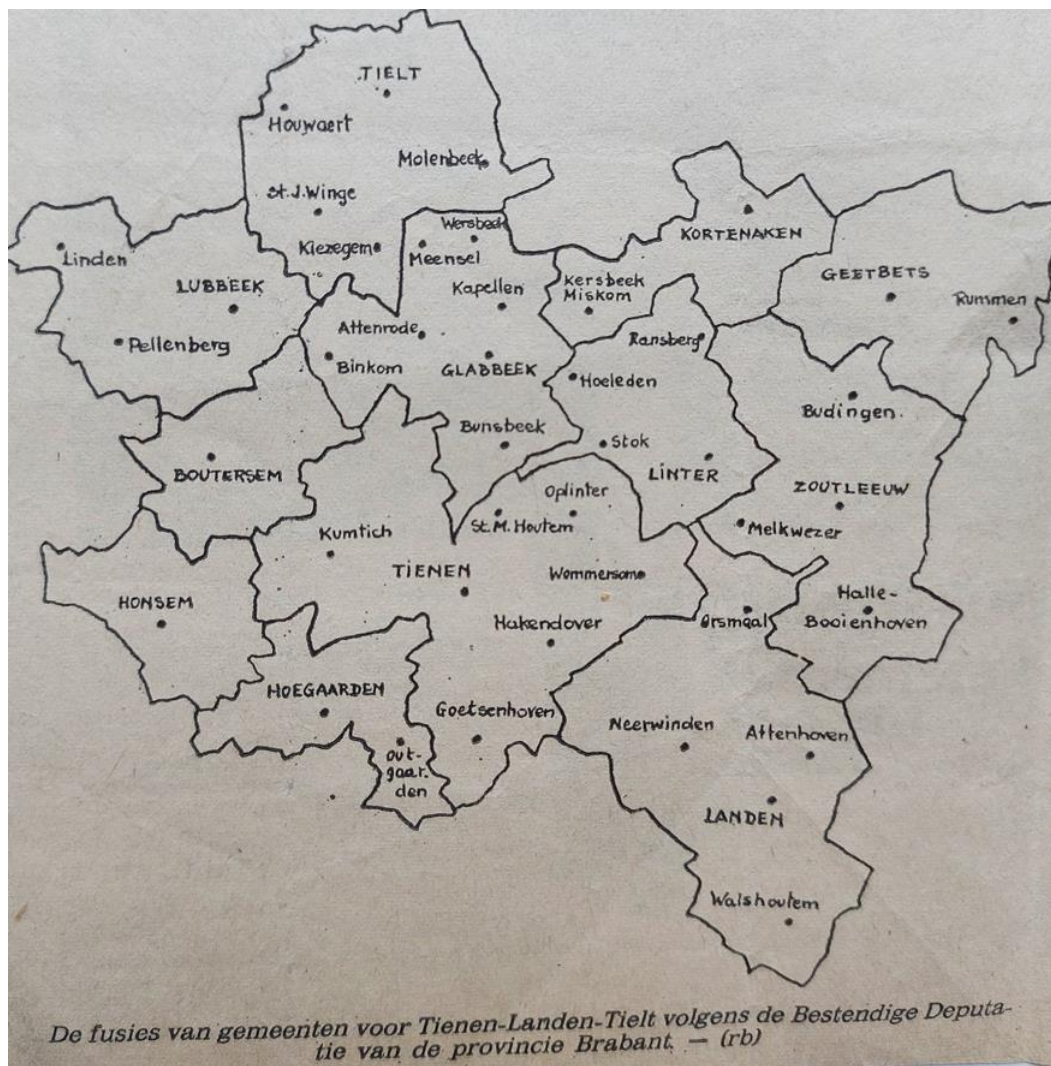 TIELT
Houwaert
Molenbeek
St. J. Winge
Wersbeek
Kiezegem
Meensel
KORTENAKEN
Linden
LUBBEEK
Kapellen
Kersbeek
Miskom
GEETBETS
Rummen
Attenrode
Ransberg
Pellenberg
Binkom
GLABBEEK
Hoeleden
Budingen.
Bunsbeek
Stok
BOUTERSEM
LINTER
ZOUTLEEUW
Oplinter
Kumtich
St. M. Houtem
Melkwezer
TIENEN
Wommersom
HONSEM
Halle-
Booienhoven
Hakendover
Orsmaal
HOEGAARDEN
Goetsenhoven
Neerwinden
Attenhoven
Out-
gaar.
den
LANDEN
Walshoutem
De fusies van gemeenten voor Tienen-Landen-Tielt volgens de Bestendige Deputa-
tie van de provincie Brabant. — (rb)